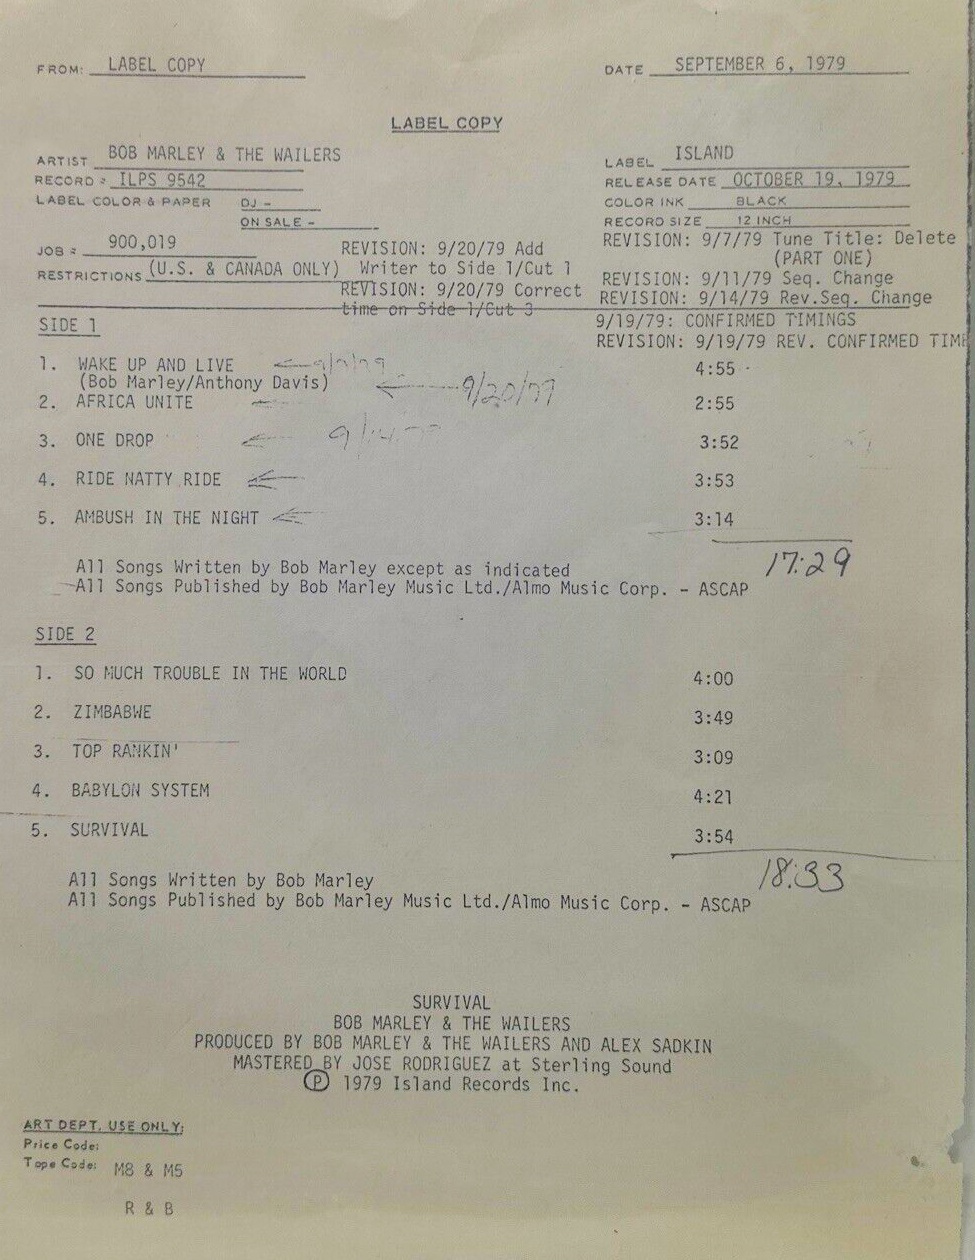 FROM: LABEL COPY
DATE SEPTEMBER 6, 1979
LABEL COPY
ARTIST BOB MARLEY & THE WAILERS
LABEL ISLAND
RECORD # ILPS 9542
RELEASE DATE OCTOBER 19, 1979
LABEL COLOR & PAPER DJ -
COLOR INK BLACK
ON SALE -
RECORD SIZE 12 INCH
JOB # 900,019
REVISION: 9/20/79 Add
Writer to Side 1/Cut 1
REVISION: 9/7/79 Tune Title: Delete
(PART ONE)
RESTRICTIONS (U.S. & CANADA ONLY)
REVISION: 9/11/79 Seq. Change
REVISION: 9/20/79 Correct
time on Side 1/Cut 3
REVISION: 9/14/79 Rev.Seq. Change
9/19/79: CONFIRMED TIMINGS
REVISION: 9/19/79 REV. CONFIRMED TIM
SIDE 1
1. WAKE UP AND LIVE 4:55
(Bob Marley/Anthony Davis) 9/20/79
2. AFRICA UNITE 2:55
3. ONE DROP 3:52
4. RIDE NATTY RIDE 3:53
5. AMBUSH IN THE NIGHT 3:14
17:29
All Songs Written by Bob Marley except as indicated
All Songs Published by Bob Marley Music Ltd./Almo Music Corp. - ASCAP
SIDE 2
1. SO MUCH TROUBLE IN THE WORLD 4:00
2. ZIMBABWE 3:49
3. TOP RANKIN' 3:09
4. BABYLON SYSTEM 4:21
5. SURVIVAL 3:54
18:33
All Songs Written by Bob Marley
All Songs Published by Bob Marley Music Ltd./Almo Music Corp. - ASCAP
SURVIVAL
BOB MARLEY & THE WAILERS
PRODUCED BY BOB MARLEY & THE WAILERS AND ALEX SADKIN
MASTERED BY JOSE RODRIGUEZ at Sterling Sound
Ⓟ 1979 Island Records Inc.
ART DEPT. USE ONLY:
Price Code:
Tape Code: M8 & M5
R & B